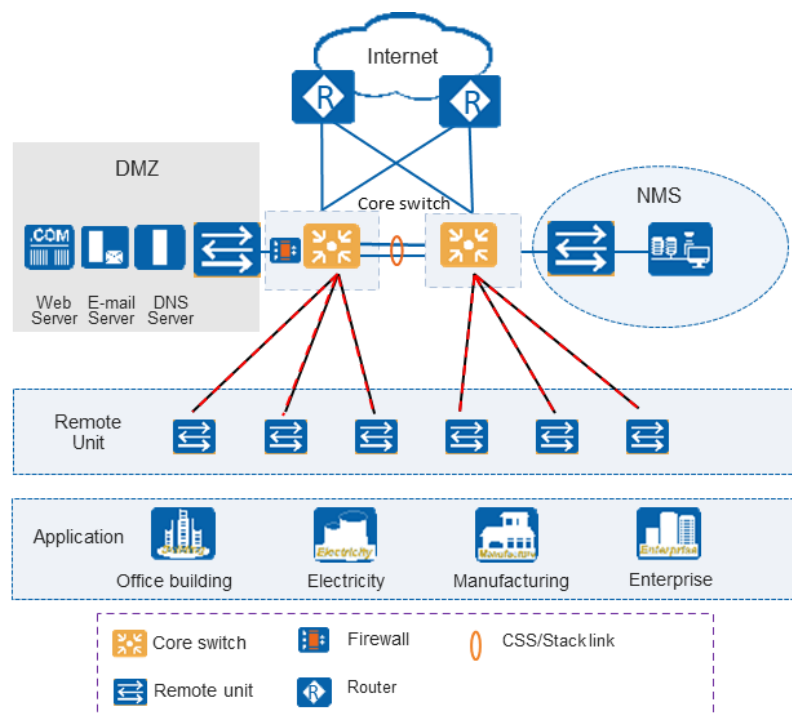 Internet
R
R
DMZ
Core switch
NMS
.COM
Web
Server
E-mail
Server
DNS
Server
Remote
Unit
Application
Building
Electricity
Manufacture
Enterprise
Office building
Electricity
Manufacturing
Enterprise
Core switch
Firewall
CSS/Stack link
Remote unit
R
Router